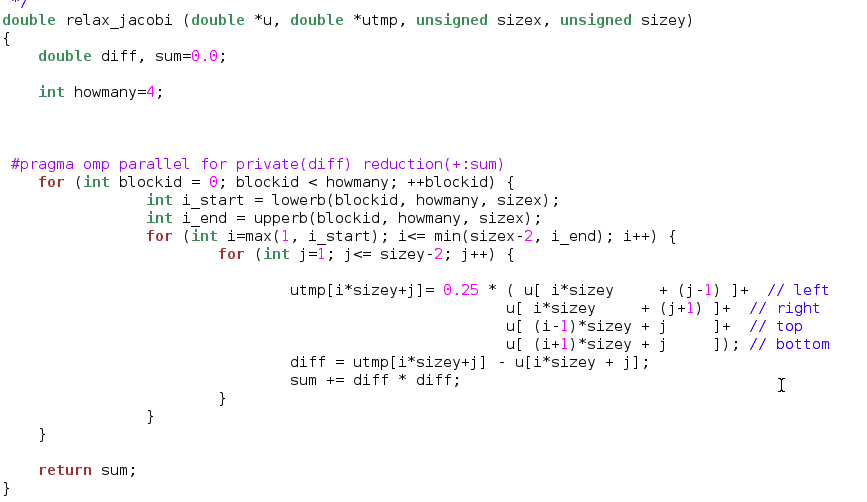 */
double relax_jacobi (double *u, double *utmp, unsigned sizex, unsigned sizey)
{
    double diff, sum=0.0;

    int howmany=4;



 #pragma omp parallel for private(diff) reduction(+:sum)
    for (int blockid = 0; blockid < howmany; ++blockid) {
                int i_start = lowerb(blockid, howmany, sizex);
                int i_end = upperb(blockid, howmany, sizex);
                for (int i=max(1, i_start); i<= min(sizex-2, i_end); i++) {
                        for (int j=1; j<= sizey-2; j++) {

                                utmp[i*sizey+j]= 0.25 * ( u[ i*sizey     + (j-1) ]+  // left
                                                        u[ i*sizey     + (j+1) ]+  // right
                                                        u[ (i-1)*sizey + j     ]+  // top
                                                        u[ (i+1)*sizey + j     ]); // bottom
                                diff = utmp[i*sizey+j] - u[i*sizey + j];
                                sum += diff * diff;
                        }
                }
    }

    return sum;
}